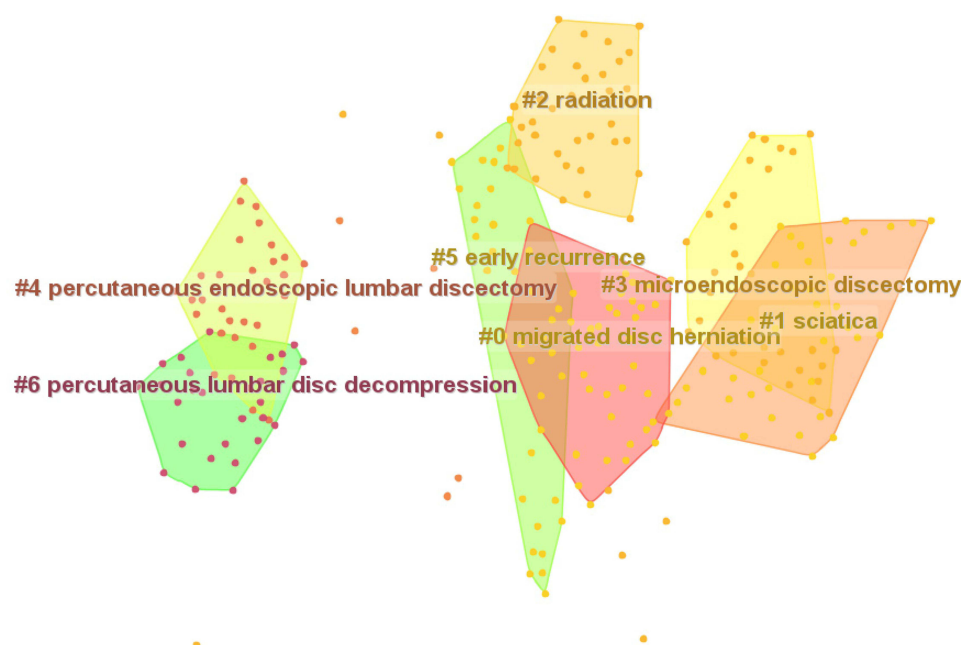 #2 radiation
#5 early recurrence
#4 percutaneous endoscopic lumbar discectomy
#3 microendoscopic discectomy
#1 sciatica
#0 migrated disc herniation
#6 percutaneous lumbar disc decompression